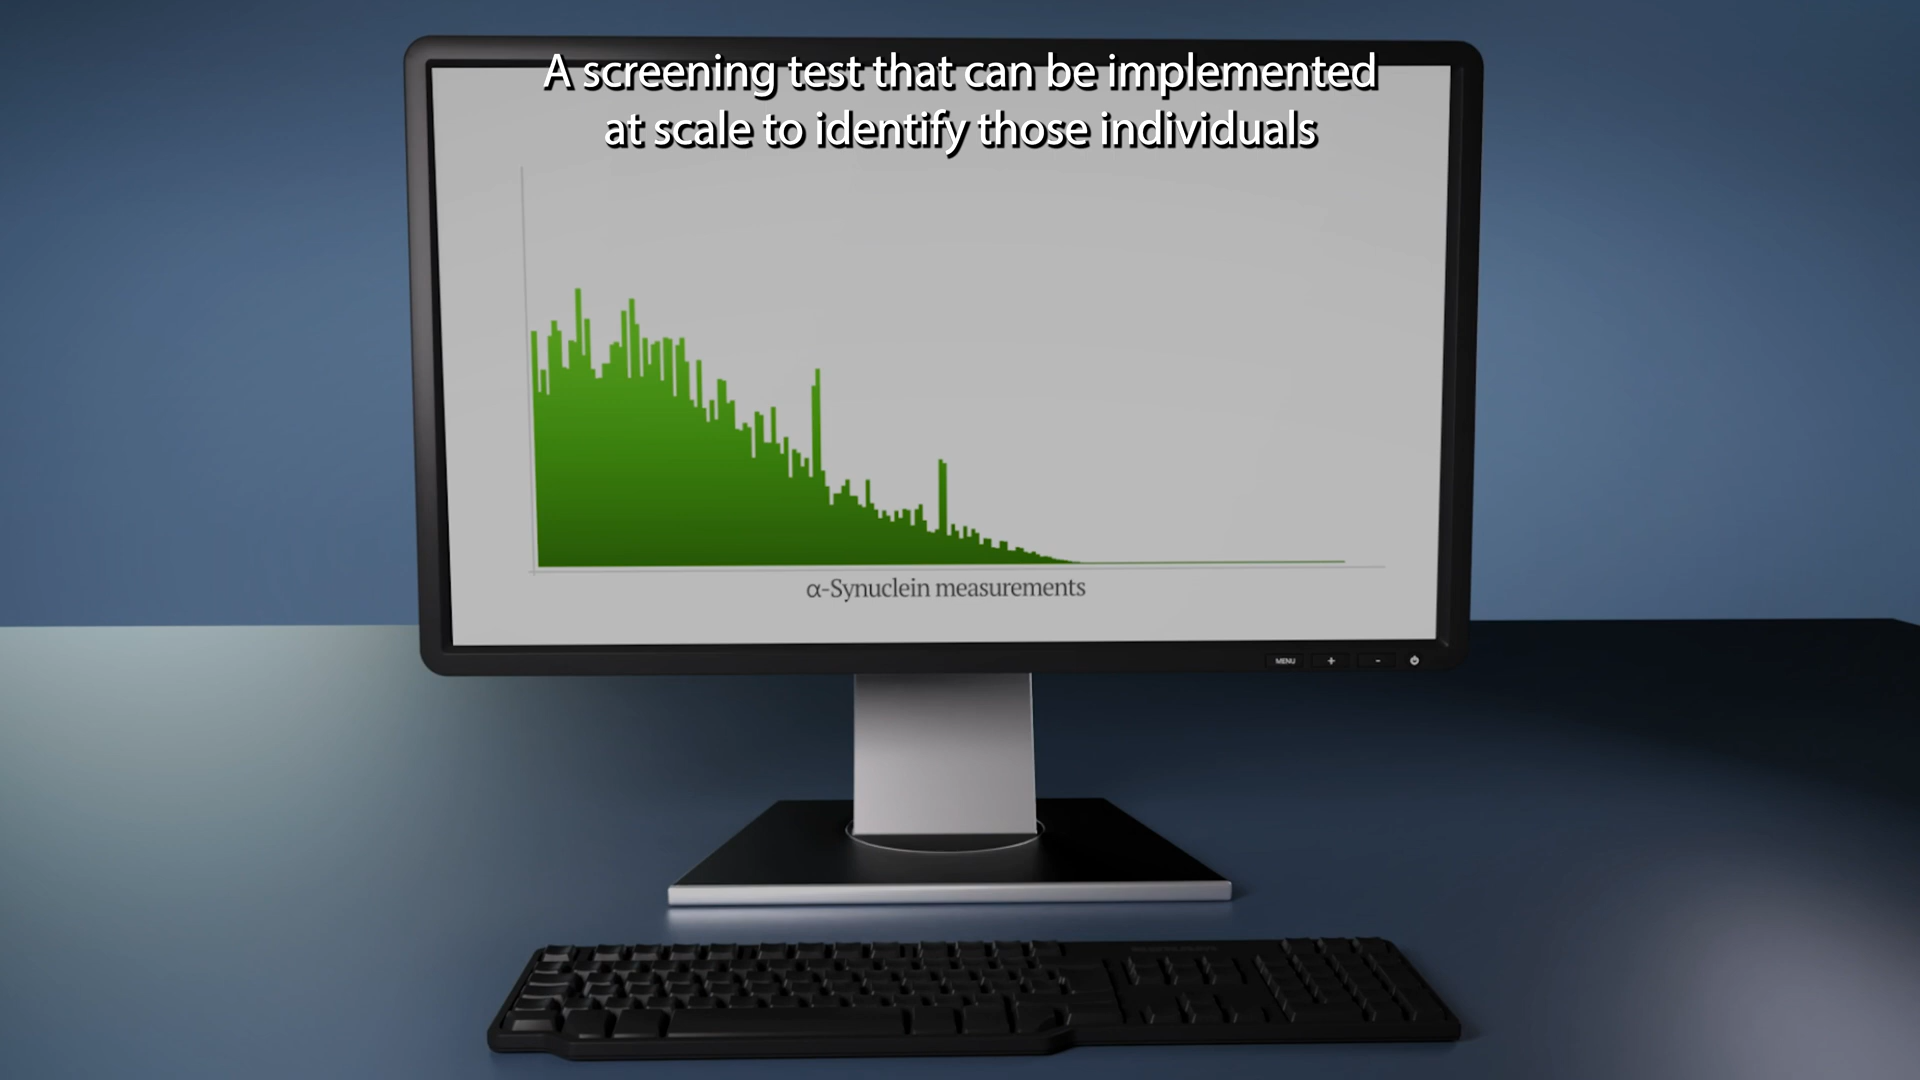 A screening test that can be implemented
at scale to identify those individuals
α-Synuclein measurements
MENU
+
-